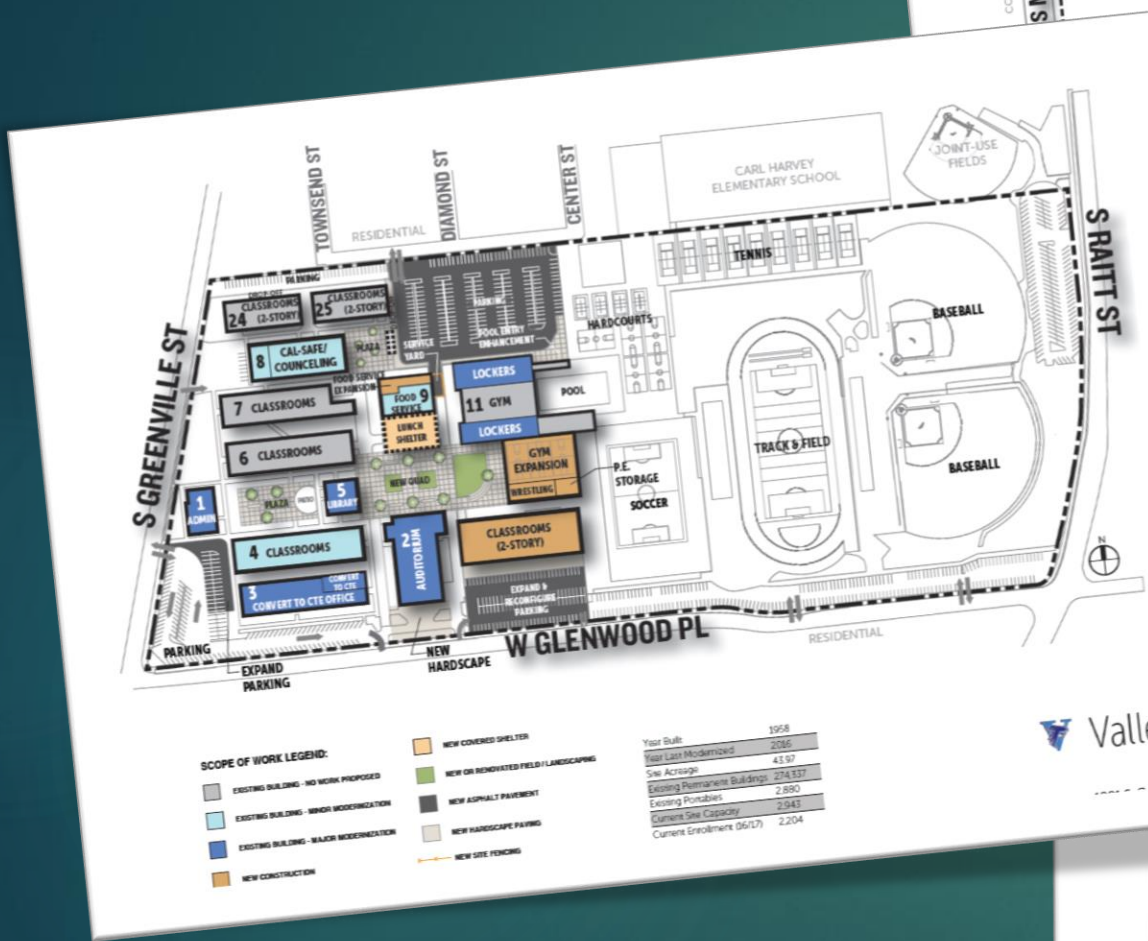 TOWNSEND ST
DIAMOND ST
CENTER ST
RESIDENTIAL
CARL HARVEY
ELEMENTARY SCHOOL
JOINT-USE
FIELDS
S GREENVILLE ST
S RAITT ST
PARKING
DROP-OFF
24 CLASSROOMS
(2-STORY)
25 CLASSROOMS
(2-STORY)
8 CAL-SAFE/
COUNCELING
PLAZA
PARKING
SERVICE
YARD
POOL ENTRY
ENHANCEMENT
FOOD SERVICE
EXPANSION
7 CLASSROOMS
FOOD
SERVICE 9
LUNCH
SHELTER
LOCKERS
11 GYM
LOCKERS
POOL
HARDCOURTS
TENNIS
BASEBALL
6 CLASSROOMS
GYM
EXPANSION
WRESTLING
P.E.
STORAGE
TRACK & FIELD
SOCCER
BASEBALL
1
ADMIN
PLAZA
PATIO
5
LIBRARY
NEW QUAD
4 CLASSROOMS
2
AUDITORIUM
CLASSROOMS
(2-STORY)
3
CONVERT
TO CTE
CONVERT TO CTE OFFICE
EXPAND &
RECONFIGURE
PARKING
PARKING
EXPAND
PARKING
NEW
HARDSCAPE
W GLENWOOD PL
RESIDENTIAL
N
SCOPE OF WORK LEGEND:
EXISTING BUILDING - NO WORK PROPOSED
EXISTING BUILDING - MINOR MODERNIZATION
EXISTING BUILDING - MAJOR MODERNIZATION
NEW CONSTRUCTION
NEW COVERED SHELTER
NEW OR RENOVATED FIELD / LANDSCAPING
NEW ASPHALT PAVEMENT
NEW HARDSCAPE PAVING
NEW SITE FENCING
Year Built 1958
Year Last Modernized 2016
Site Acreage 43.97
Existing Permanent Buildings 274,337
Existing Portables 2,880
Current Site Capacity 2,943
Current Enrollment (16/17) 2,204
Valle